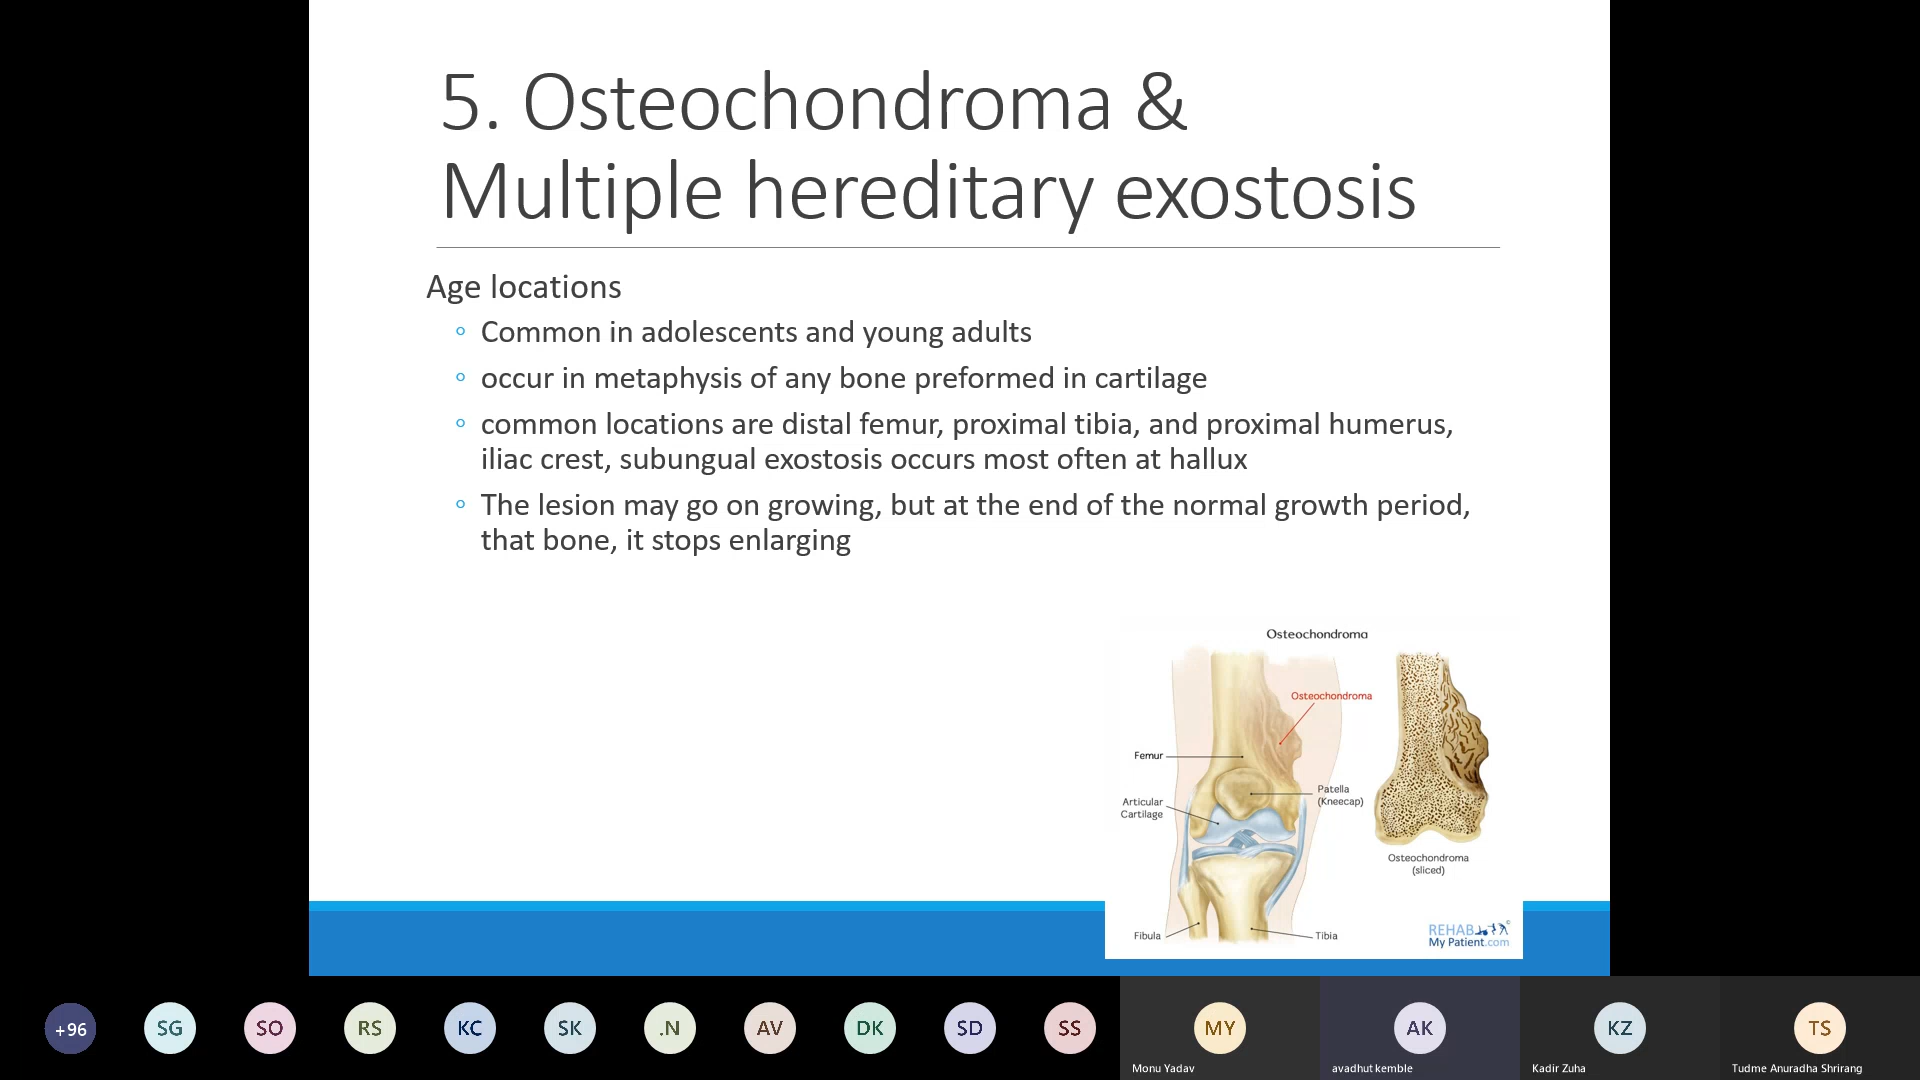 5. Osteochondroma &
Multiple hereditary exostosis
Age locations
Common in adolescents and young adults
occur in metaphysis of any bone preformed in cartilage
common locations are distal femur, proximal tibia, and proximal humerus,
iliac crest, subungual exostosis occurs most often at hallux
The lesion may go on growing, but at the end of the normal growth period,
that bone, it stops enlarging
Osteochondroma
Osteochondroma
Femur
Patella
(Kneecap)
Articular
Cartilage
Osteochondroma
(sliced)
Fibula
Tibia
REHAB
My Patient.com
+96
SG
SO
RS
KC
SK
.N
AV
DK
SD
SS
MY
AK
KZ
TS
Monu Yadav
avadhut kemble
Kadir Zuha
Tudme Anuradha Shrirang